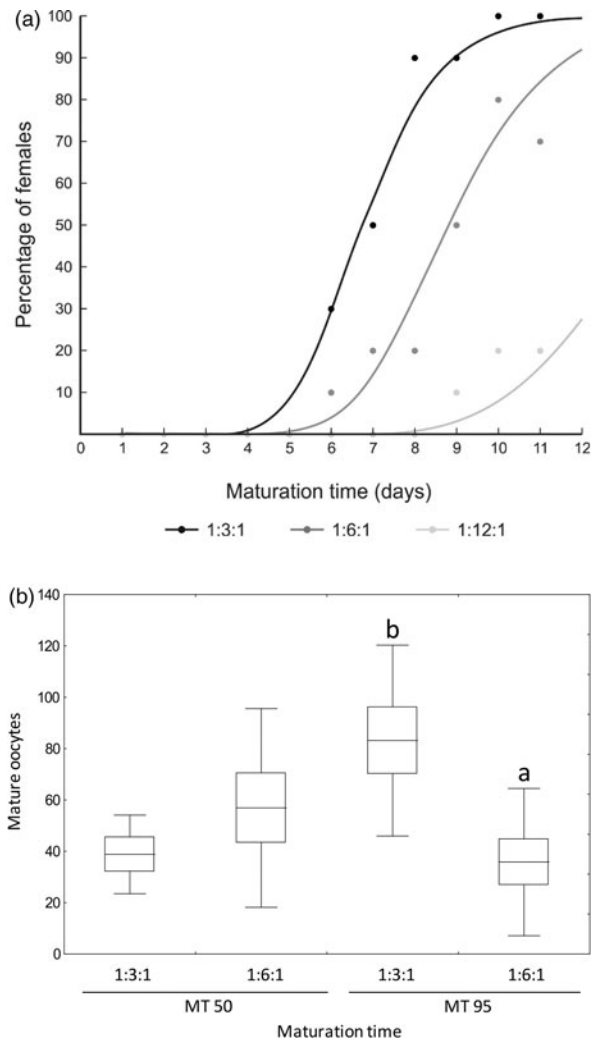 (a)
100
90
80
70
60
50
40
30
20
10
Percentage of females
0 1 2 3 4 5 6 7 8 9 10 11 12
Maturation time (days)
1:3:1 1:6:1 1:12:1
(b)
140
120
100
80
60
40
20
0
Mature oocytes
b
a
1:3:1 1:6:1 1:3:1 1:6:1
MT 50 MT 95
Maturation time